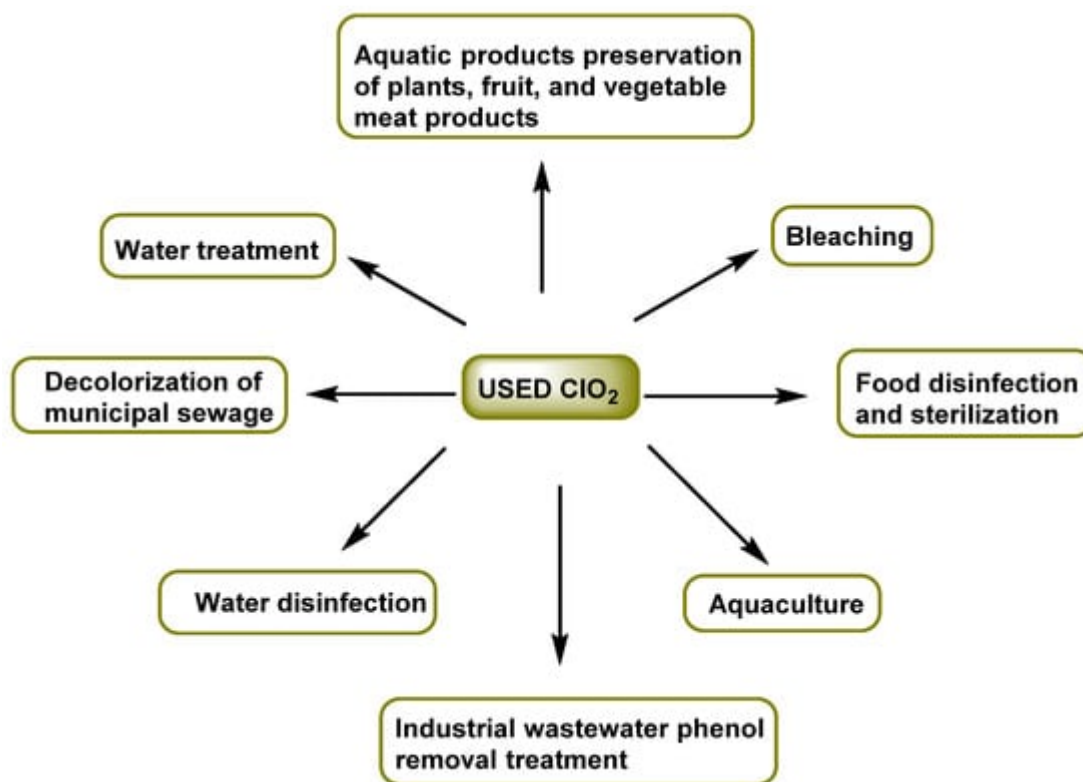 Aquatic products preservation
of plants, fruit, and vegetable
meat products
Water treatment
Bleaching
Decolorization of
municipal sewage
USED ClO₂
Food disinfection
and sterilization
Water disinfection
Aquaculture
Industrial wastewater phenol
removal treatment